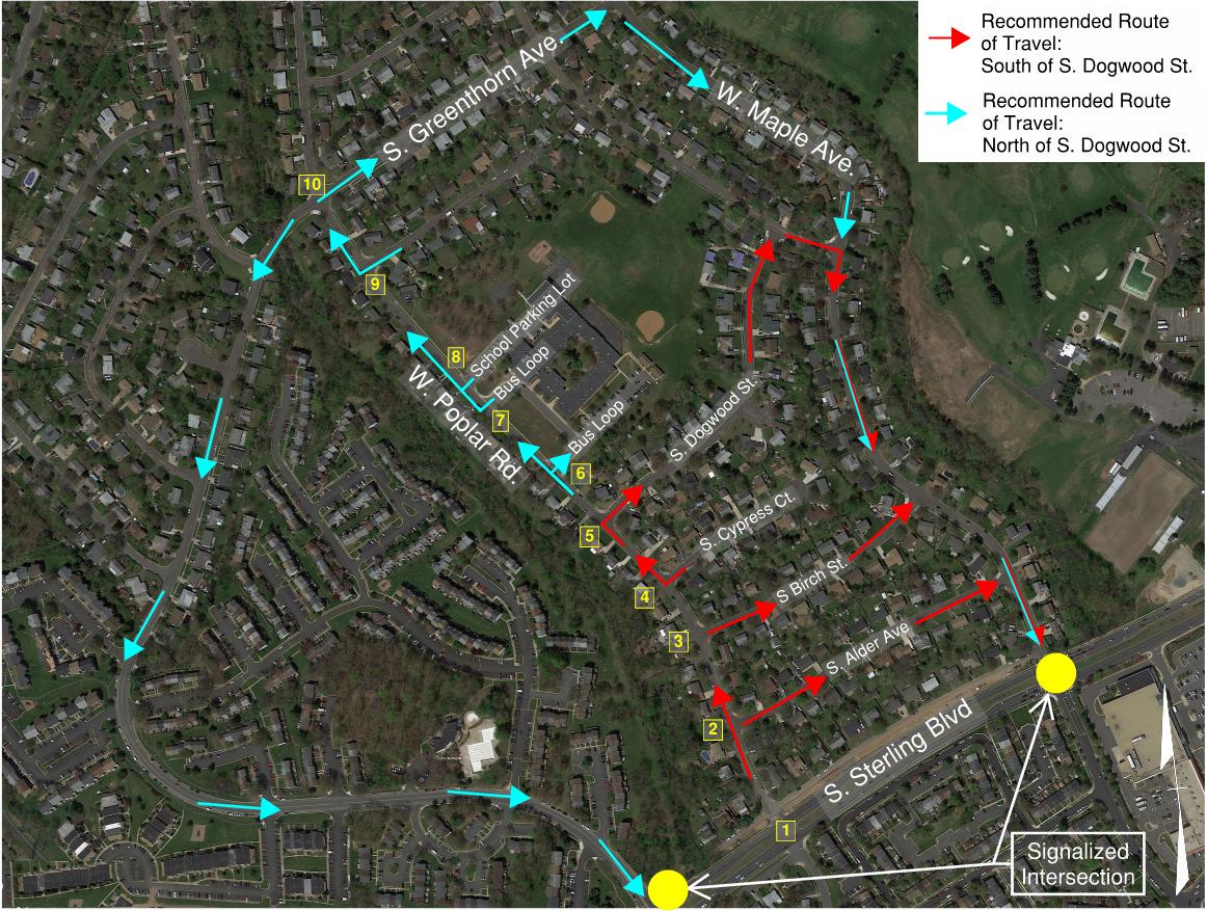 Recommended Route
of Travel:
South of S. Dogwood St.
Recommended Route
of Travel:
North of S. Dogwood St.
S. Greenthorn Ave
W. Maple Ave.
10
9
School Parking Lot
8
Bus Loop
7
W. Poplar Rd.
Bus Loop
6
S. Dogwood St.
5
S. Cypress Ct.
4
S Birch St.
3
S. Alder Ave
2
S. Sterling Blvd
1
Signalized
Intersection